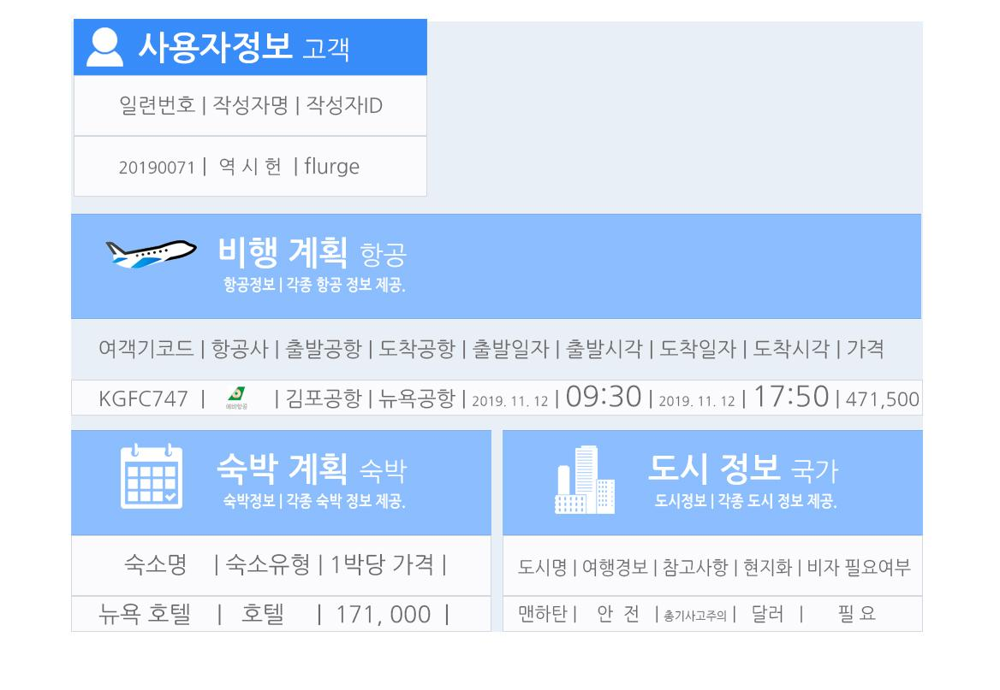 사용자정보 고객
일련번호 | 작성자명 | 작성자ID
20190071 | 역 시 헌 | flurge
비행 계획 항공
항공정보 | 각종 항공 정보 제공.
여객기코드 | 항공사 | 출발공항 | 도착공항 | 출발일자 | 출발시각 | 도착일자 | 도착시각 | 가격
KGFC747 | 에바항공 | 김포공항 | 뉴욕공항 | 2019. 11. 12 | 09:30 | 2019. 11. 12 | 17:50 | 471,500
숙박 계획 숙박
숙박정보 | 각종 숙박 정보 제공.
숙소명 | 숙소유형 | 1박당 가격 |
뉴욕 호텔 | 호텔 | 171, 000 |
도시 정보 국가
도시정보 | 각종 도시 정보 제공.
도시명 | 여행경보 | 참고사항 | 현지화 | 비자 필요여부
맨하탄 | 안 전 | 총기사고주의 | 달러 | 필 요